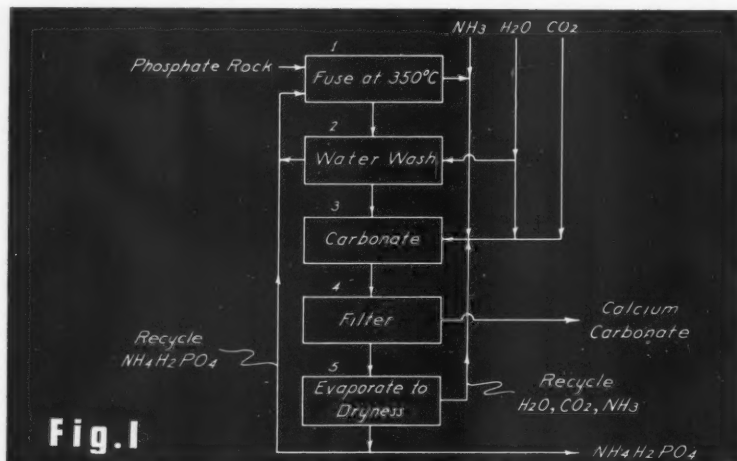 NH3 H2O CO2
1
Phosphate Rock
Fuse at 350°C
2
Water Wash
3
Carbonate
4
Filter
Calcium
Carbonate
Recycle
NH4H2PO4
5
Evaporate to
Dryness
Recycle
H2O, CO2, NH3
Fig.1
NH4H2PO4